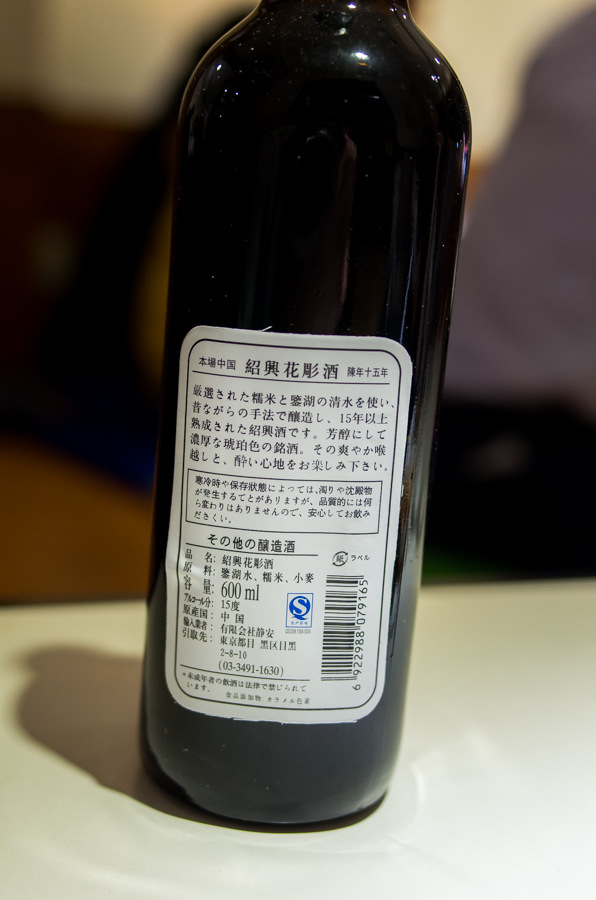 本場中国 紹興花彫酒 陳年十五年
厳選された糯米と鑒湖の清水を使い、
昔ながらの手法で醸造し、15年以上
熟成された紹興酒です。芳醇にして
濃厚な琥珀色の銘酒。その爽やか喉
越しと、酔い心地をお楽しみ下さい。
寒冷時や保存状態によっては、濁りや沈殿物
が発生するてとがありますが、品質的には何
ら変わりはありませんので、安心してお飲み
ださくい。
その他の醸造酒
品名:紹興花彫酒
原料:鑒湖水、糯米、小麥
容量:600ml
アルコール分:15度
原産国:中国
輸入業者:有限会社静安
引取先:東京都目 黒区目黒
2-8-10
(03-3491-1630)
*未成年者の飲酒は法律で禁じられて
います。
食品添加物:カラメル色素
紙 ラベル
QS
6 922988 079165